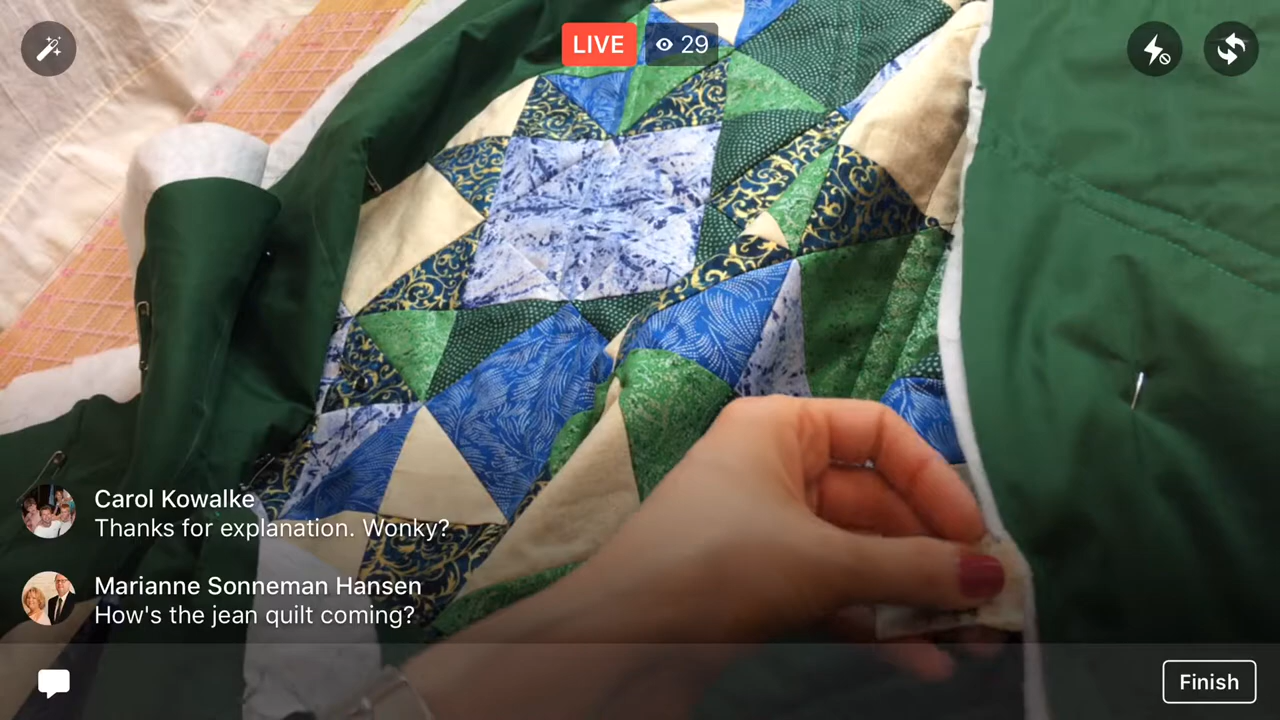 LIVE 29
Carol Kowalke
Thanks for explanation. Wonky?
Marianne Sonneman Hansen
How's the jean quilt coming?
Finish